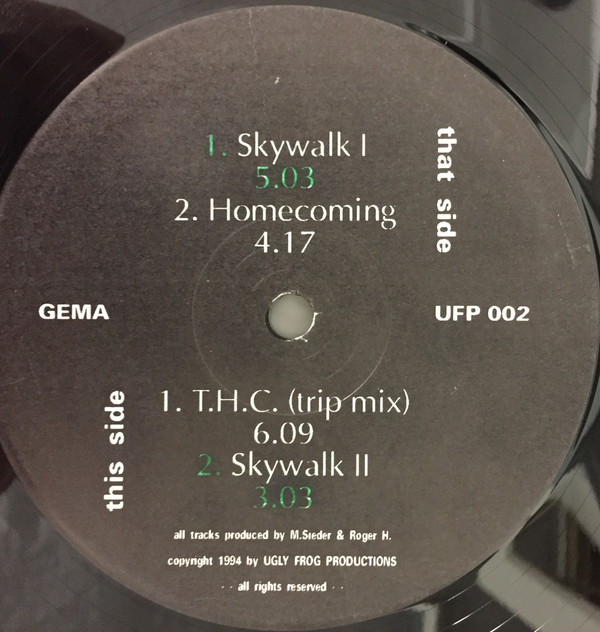 1. Skywalk I
5.03
2. Homecoming
4.17
that side
GEMA
UFP 002
this side
1. T.H.C. (trip mix)
6.09
2. Skywalk II
3.03
all tracks produced by M.Sieder & Roger H.
copyright 1994 by UGLY FROG PRODUCTIONS
- - all rights reserved - -